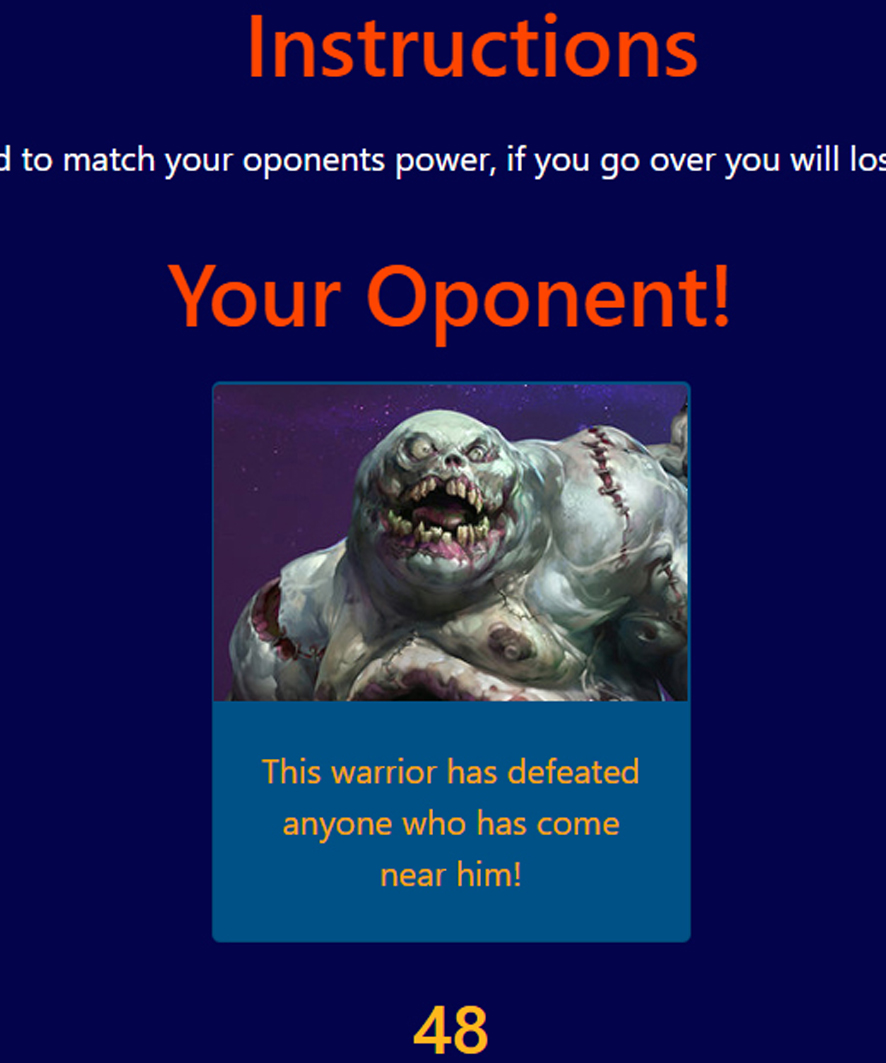 Instructions
to match your oponents power, if you go over you will
Your Oponent!
This warrior has defeated
anyone who has come
near him!
48